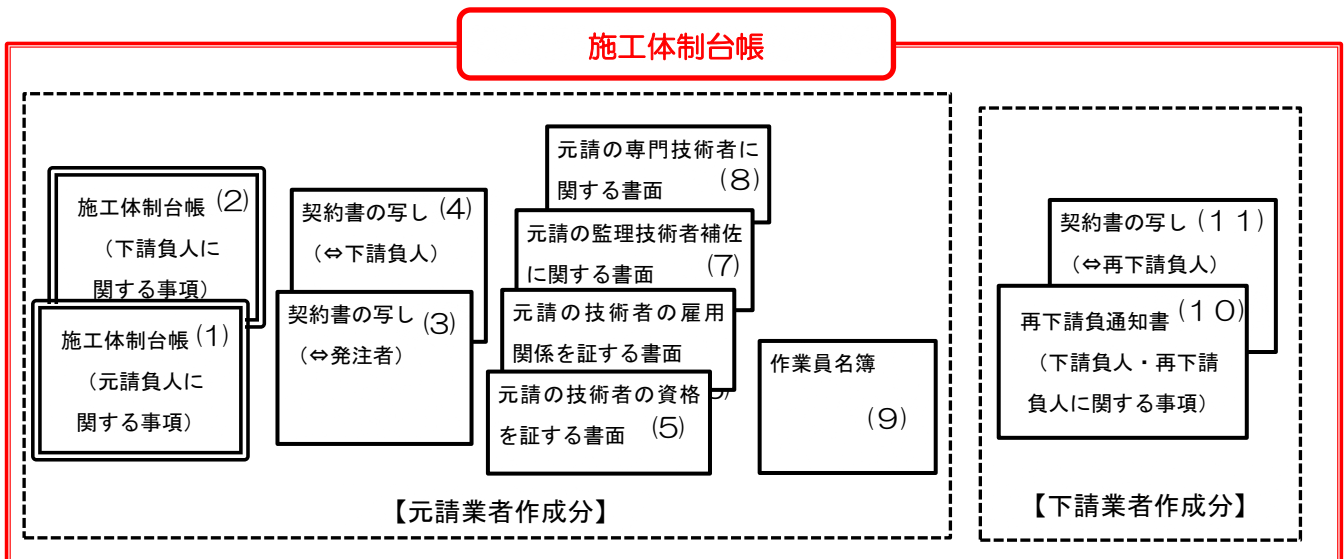 施工体制台帳
施工体制台帳 (2)
（下請負人に
関する事項）
施工体制台帳 (1)
（元請負人に
関する事項）
契約書の写し (4)
（⇔下請負人）
契約書の写し (3)
（⇔発注者）
元請の専門技術者に
関する書面 (8)
元請の監理技術者補佐
に関する書面 (7)
元請の技術者の雇用
関係を証する書面
元請の技術者の資格
を証する書面 (5)
作業員名簿
(9)
【元請業者作成分】
契約書の写し (11)
（⇔再下請負人）
再下請負通知書 (10)
（下請負人・再下請
負人に関する事項）
【下請業者作成分】